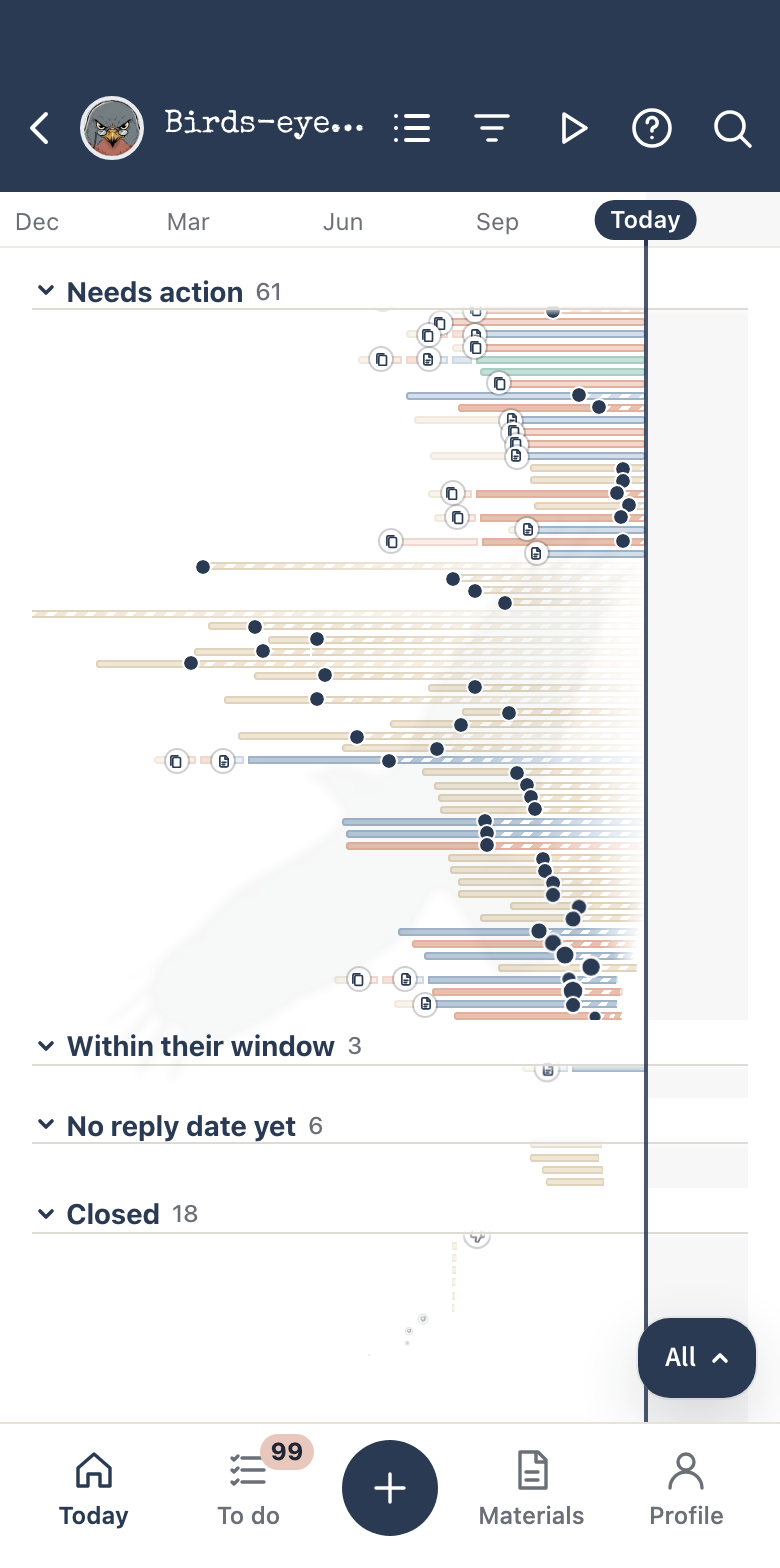 Birds-eye...
Dec Mar Jun Sep Today
Needs action 61
Within their window 3
No reply date yet 6
Closed 18
All
99
Today To do Materials Profile